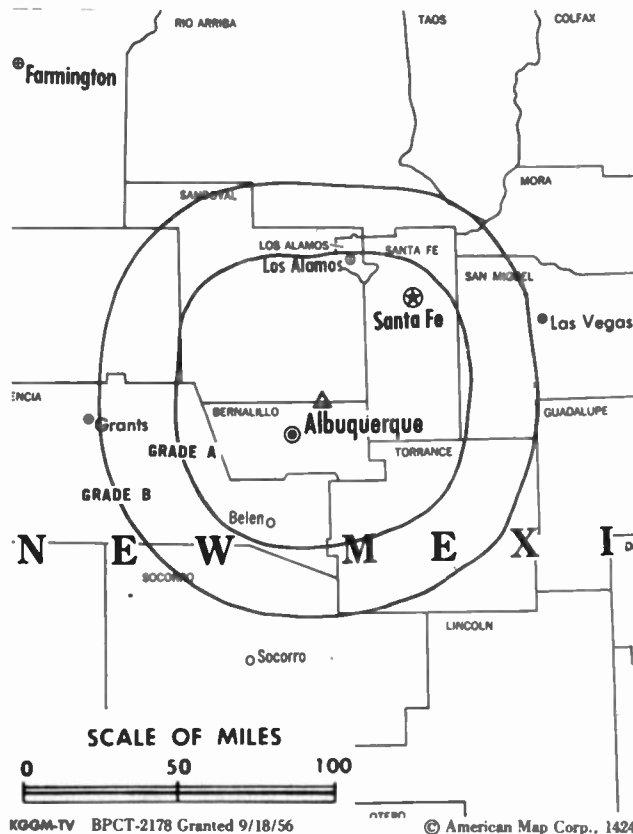 RIO ARRIBA
TAOS
COLFAX
Farmington
MORA
SANDOVAL
LOS ALAMOS
SANTA FE
Los Alamos
SAN MIGUEL
Santa Fe
Las Vegas
ENCIA
BERNALILLO
GUADALUPE
Grants
Albuquerque
GRADE A
TORRANCE
GRADE B
Belen
N E W M E X I
D
SOCORRO
LINCOLN
Socorro
SCALE OF MILES
0 50 100
OTERO
KGGM-TV BPCT-2178 Granted 9/18/56 © American Map Corp., 1424